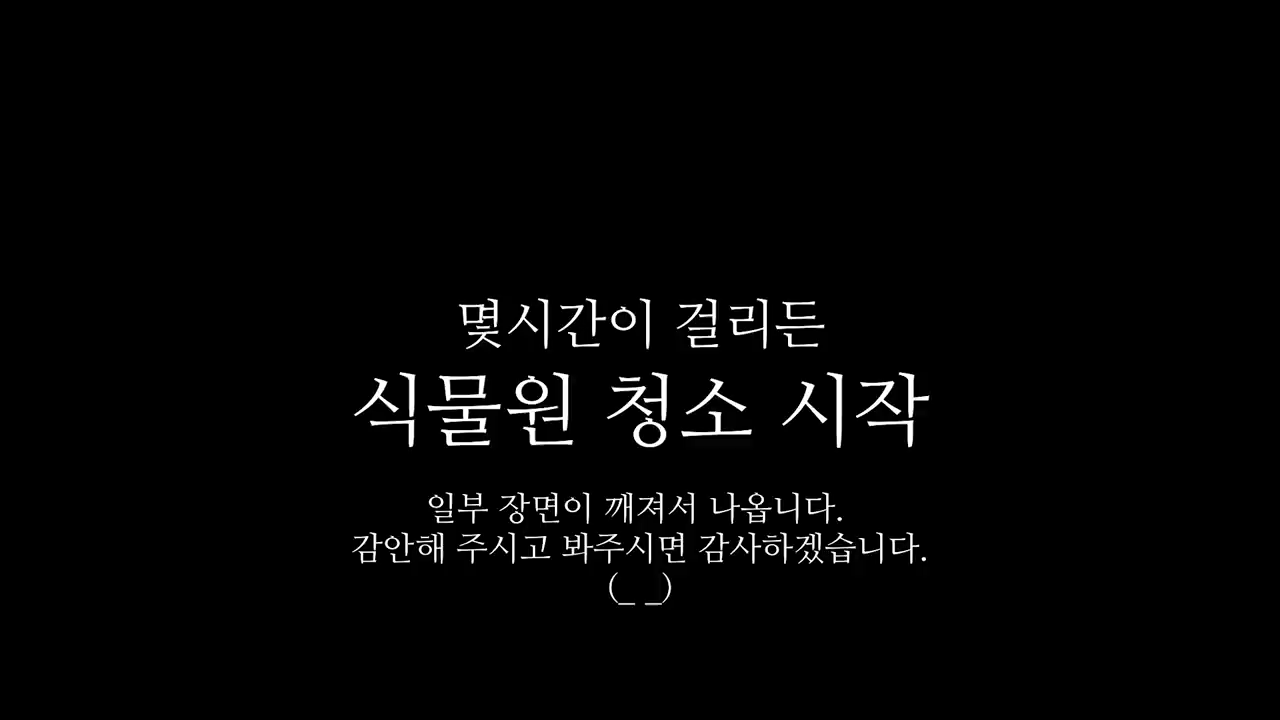 몇시간이 걸리든
식물원 청소 시작
일부 장면이 깨져서 나옵니다.
감안해 주시고 봐주시면 감사하겠습니다.
(_ _)